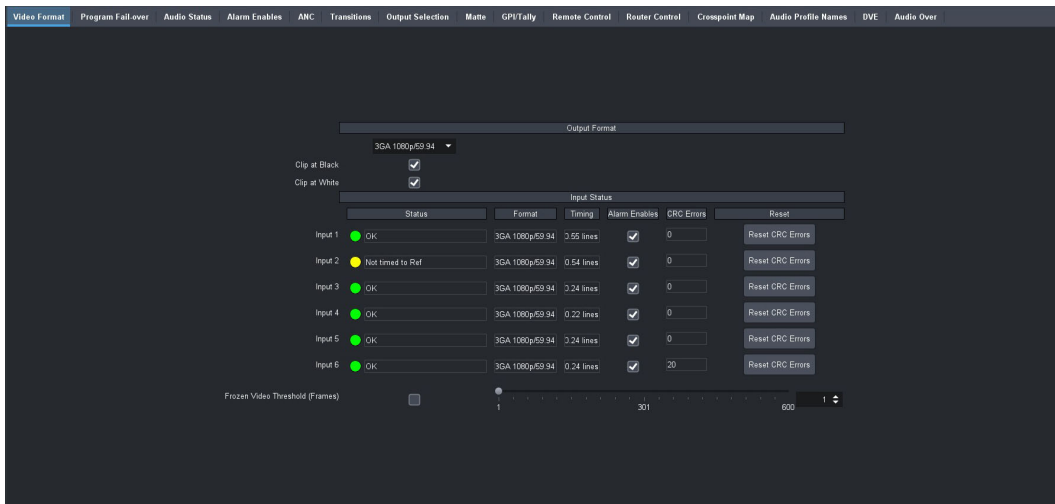 Video Format Program Fail-over Audio Status Alarm Enables ANC Transitions Output Selection Matte GPI/Tally Remote Control Router Control Crosspoint Map Audio Profile Names DVE Audio Over
Output Format
3GA 1080p/59.94
Clip at Black
Clip at White
Input Status
Status Format Timing Alarm Enables CRC Errors Reset
Input 1 OK 3GA 1080p/59.94 0.55 lines 0 Reset CRC Errors
Input 2 Not timed to Ref 3GA 1080p/59.94 0.54 lines 0 Reset CRC Errors
Input 3 OK 3GA 1080p/59.94 0.24 lines 0 Reset CRC Errors
Input 4 OK 3GA 1080p/59.94 0.22 lines 0 Reset CRC Errors
Input 5 OK 3GA 1080p/59.94 0.24 lines 0 Reset CRC Errors
Input 6 OK 3GA 1080p/59.94 0.24 lines 20 Reset CRC Errors
Frozen Video Threshold (Frames) 1
1 301 600